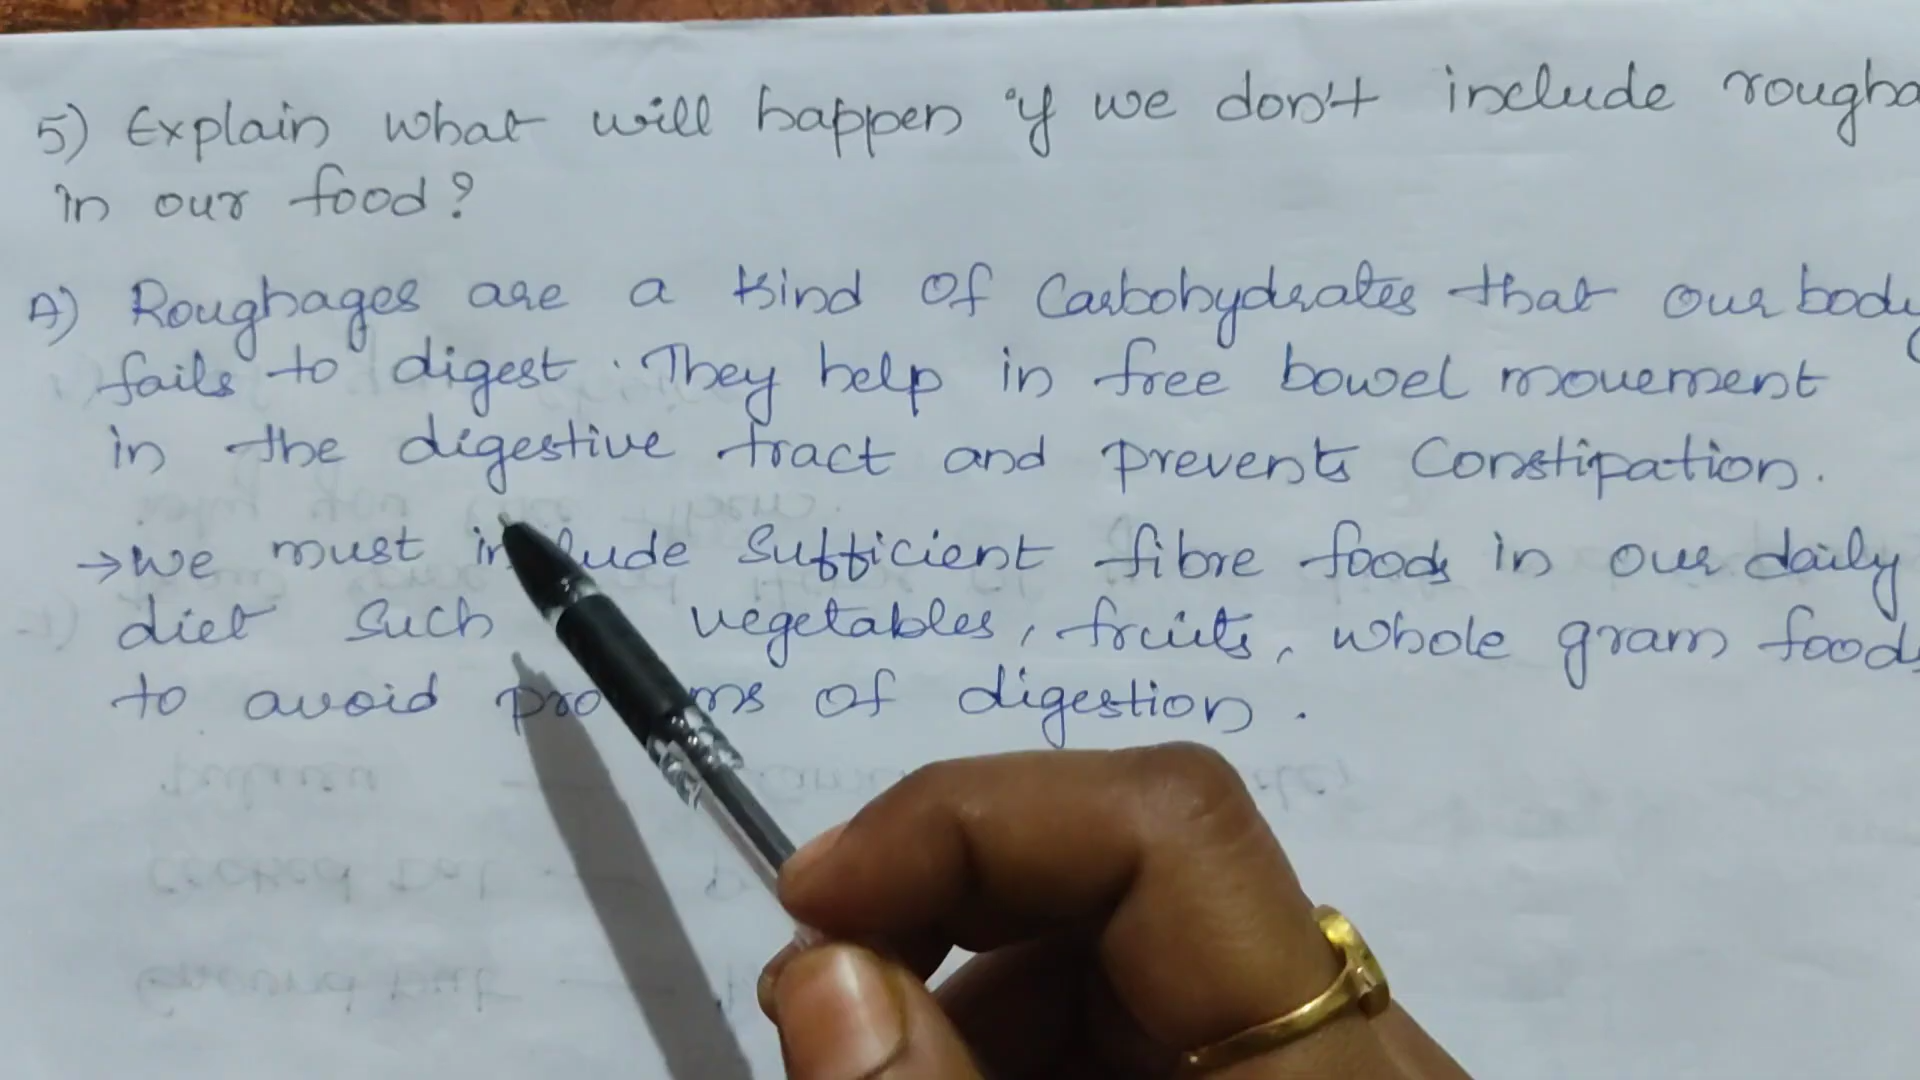 5) Explain what will happen if we don't include rougha
in our food?
A) Roughages are a kind of Carbohydrates that our body
fails to digest. They help in free bowel movement
in the digestive tract and prevents Constipation.
→ we must include Sufficient fibre foods in our daily
diet such vegetables, fruits, whole gram foods
to avoid of digestion.